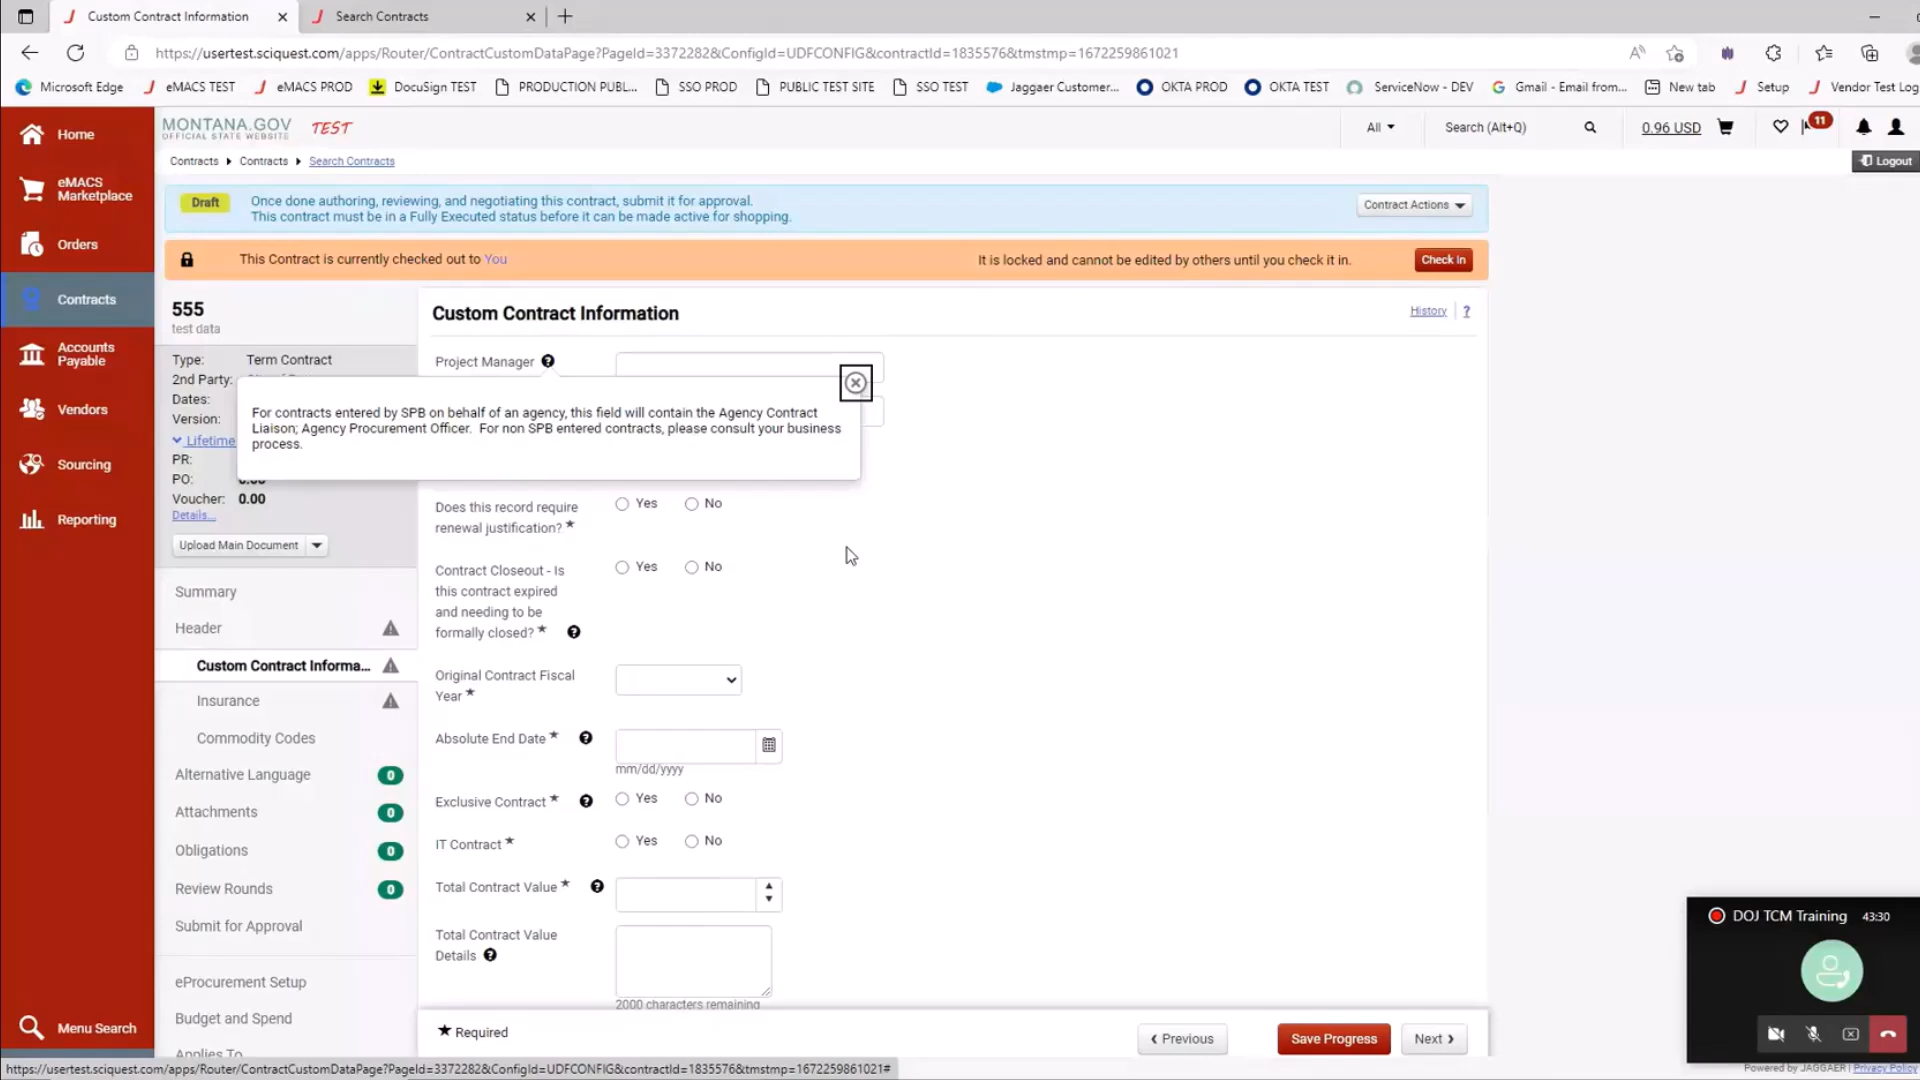 Custom Contract Information
Search Contracts
https://usertest.sciquest.com/apps/Router/ContractCustomDataPage?PageId=3372282&ConfigId=UDFCONFIG&contractId=1835576&tmstmp=1672259861021
Microsoft Edge
eMACS TEST
eMACS PROD
DocuSign TEST
PRODUCTION PUBL...
SSO PROD
PUBLIC TEST SITE
SSO TEST
Jaggaer Customer...
OKTA PROD
OKTA TEST
ServiceNow - DEV
Gmail - Email from...
New tab
Setup
Vendor Test Log
MONTANA.GOV
OFFICIAL STATE WEBSITE
TEST
All
Search (Alt+Q)
0.96 USD
11
Logout
Home
eMACS
Marketplace
Orders
Contracts
Accounts
Payable
Vendors
Sourcing
Reporting
Menu Search
Contracts
Contracts
Search Contracts
Draft
Once done authoring, reviewing, and negotiating this contract, submit it for approval.
This contract must be in a Fully Executed status before it can be made active for shopping.
Contract Actions
This Contract is currently checked out to You
It is locked and cannot be edited by others until you check it in.
Check In
555
test data
Type: Term Contract
2nd Party:
Dates:
Version:
Lifetime
PR:
PO:
Voucher: 0.00
Details...
Upload Main Document
Summary
Header
Custom Contract Informa...
Insurance
Commodity Codes
Alternative Language 0
Attachments 0
Obligations 0
Review Rounds 0
Submit for Approval
eProcurement Setup
Budget and Spend
Applies To
Custom Contract Information
History
?
Project Manager ?
For contracts entered by SPB on behalf of an agency, this field will contain the Agency Contract
Liaison; Agency Procurement Officer. For non SPB entered contracts, please consult your business
process.
Does this record require
renewal justification? ★
Yes No
Contract Closeout - Is
this contract expired
and needing to be
formally closed? ★ ?
Yes No
Original Contract Fiscal
Year ★
Absolute End Date ★ ?
mm/dd/yyyy
Exclusive Contract ★ ? Yes No
IT Contract ★ Yes No
Total Contract Value ★ ?
Total Contract Value
Details ?
2000 characters remaining
★ Required
Previous
Save Progress
Next
DOJ TCM Training 43:30
Powered by JAGGAER | Privacy Policy
https://usertest.sciquest.com/apps/Router/ContractCustomDataPage?PageId=3372282&ConfigId=UDFCONFIG&contractId=1835576&tmstmp=1672259861021#